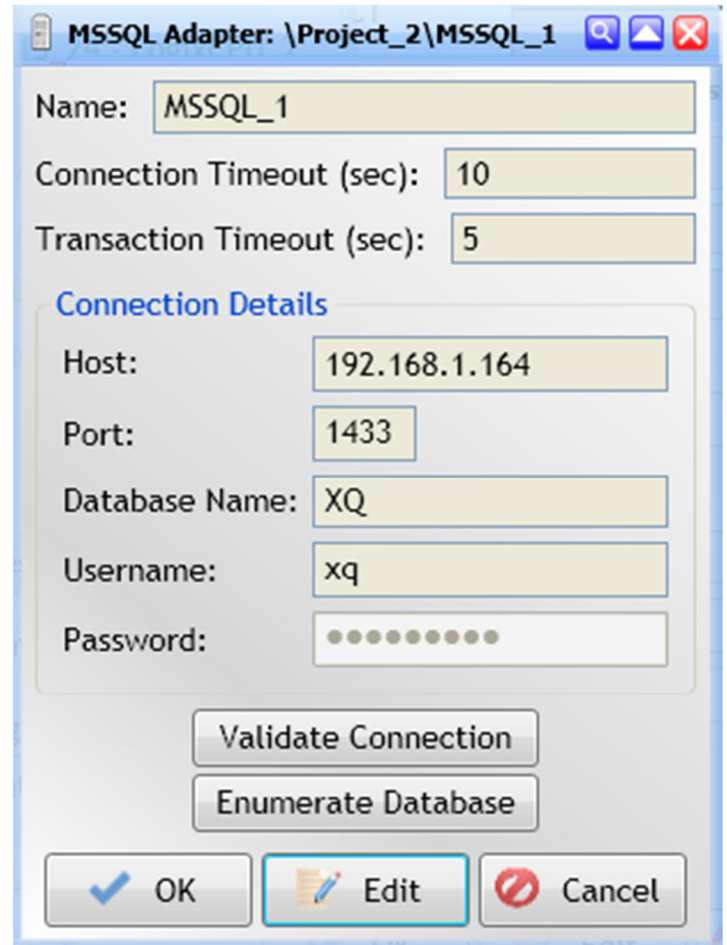 MSSQL Adapter: \Project_2\MSSQL_1
Name: MSSQL_1
Connection Timeout (sec): 10
Transaction Timeout (sec): 5
Connection Details
Host: 192.168.1.164
Port: 1433
Database Name: XQ
Username: xq
Password: ●●●●●●●●●
Validate Connection
Enumerate Database
OK Edit Cancel